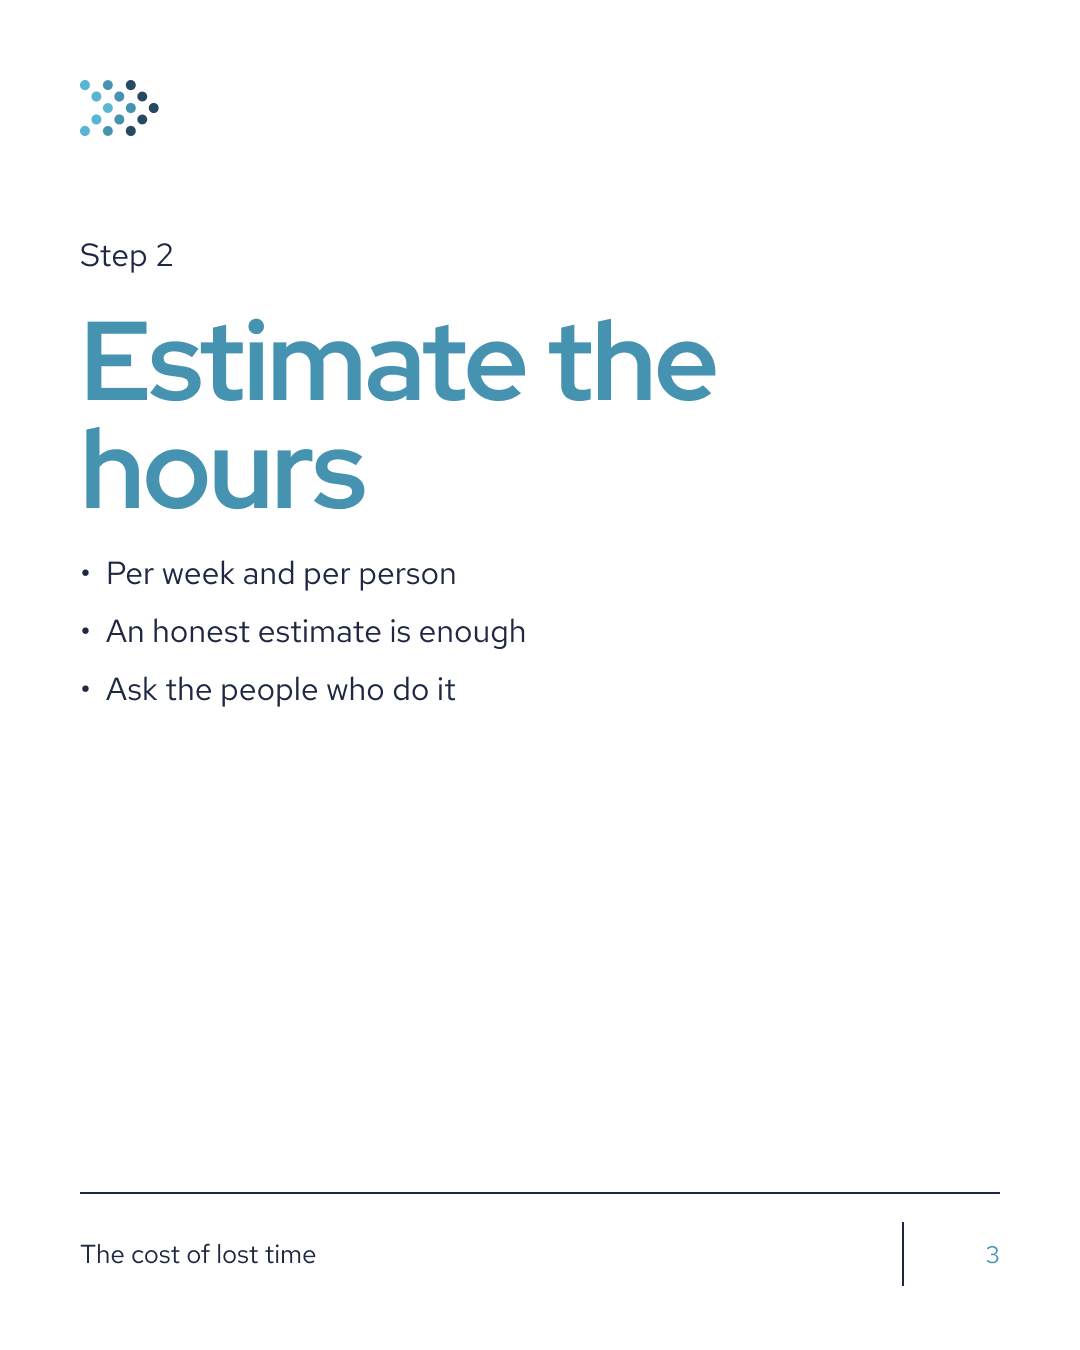 Step 2
Estimate the
hours
• Per week and per person
• An honest estimate is enough
• Ask the people who do it
The cost of lost time
3